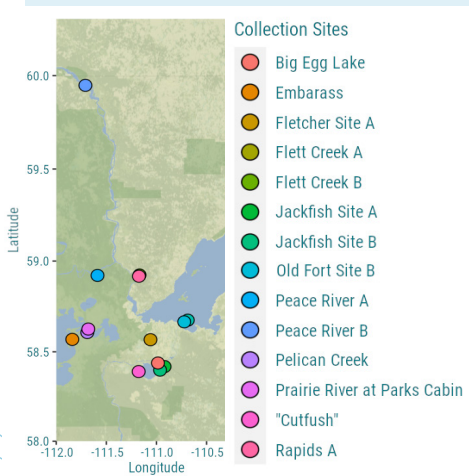 Collection Sites
Big Egg Lake
Embarass
Fletcher Site A
Flett Creek A
Flett Creek B
Jackfish Site A
Jackfish Site B
Old Fort Site B
Peace River A
Peace River B
Pelican Creek
Prairie River at Parks Cabin
"Cutfush"
Rapids A
Latitude
60.0
59.5
59.0
58.5
58.0
-112.0 -111.5 -111.0 -110.5
Longitude